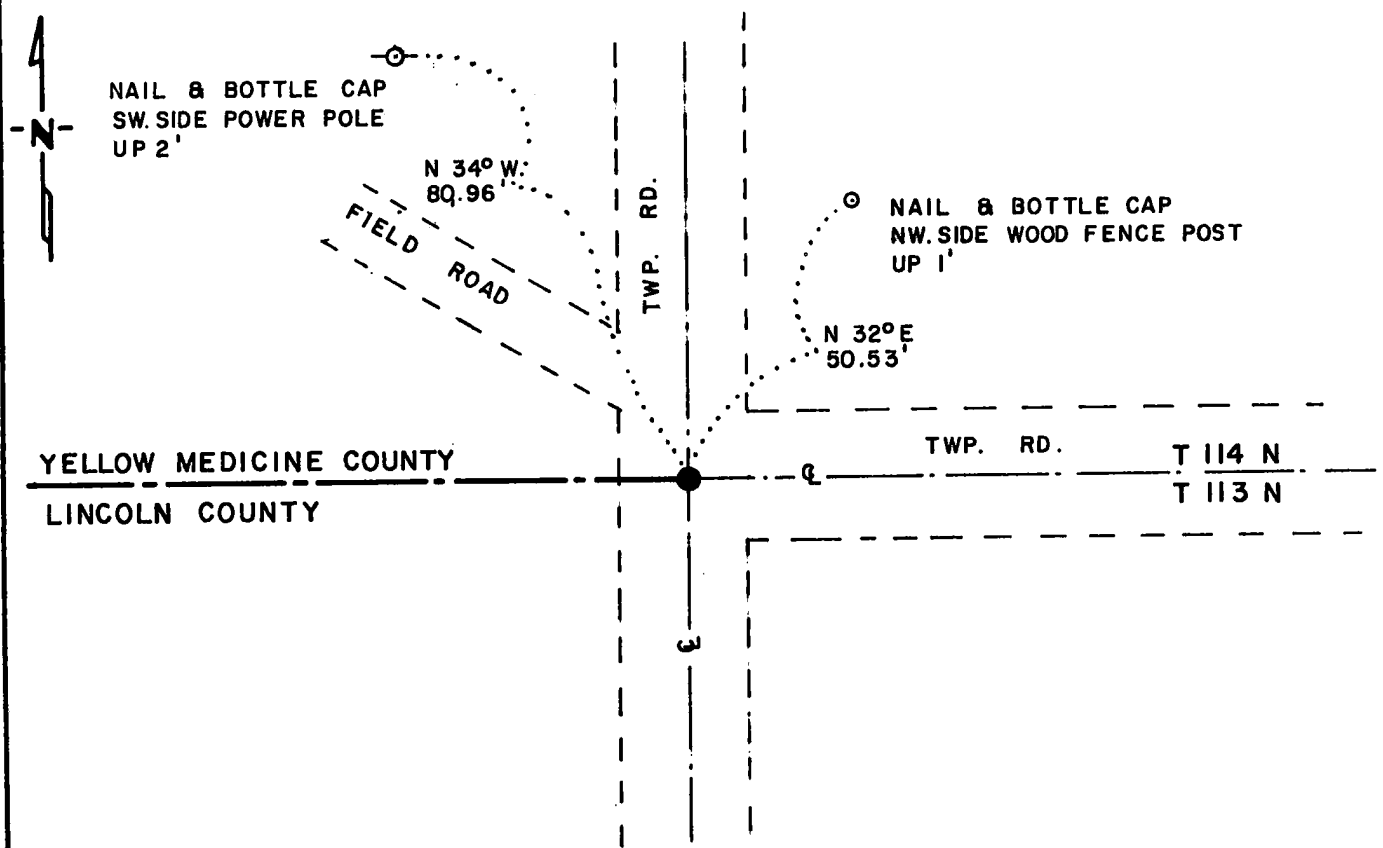 NAIL & BOTTLE CAP
SW. SIDE POWER POLE
UP 2'
N
N 34° W.
80.96'
FIELD ROAD
TWP. RD.
NAIL & BOTTLE CAP
NW. SIDE WOOD FENCE POST
UP 1'
N 32° E
50.53'
YELLOW MEDICINE COUNTY
LINCOLN COUNTY
TWP. RD.
℄
T 114 N
T 113 N
℄